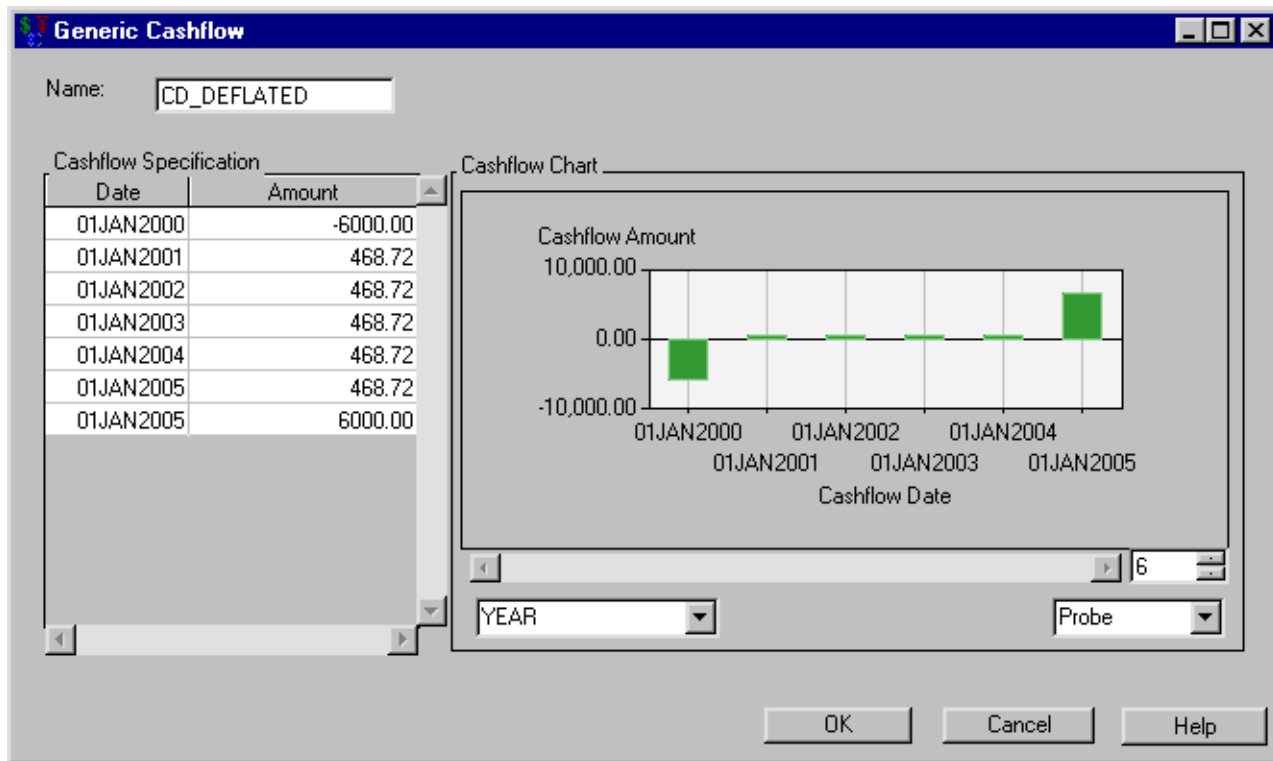 Generic Cashflow
Name: CD_DEFLATED
Cashflow Specification
Date Amount
01JAN2000 -6000.00
01JAN2001 468.72
01JAN2002 468.72
01JAN2003 468.72
01JAN2004 468.72
01JAN2005 468.72
01JAN2005 6000.00
Cashflow Chart
Cashflow Amount
10,000.00
0.00
-10,000.00
01JAN2000 01JAN2002 01JAN2004
01JAN2001 01JAN2003 01JAN2005
Cashflow Date
6
YEAR Probe
OK Cancel Help